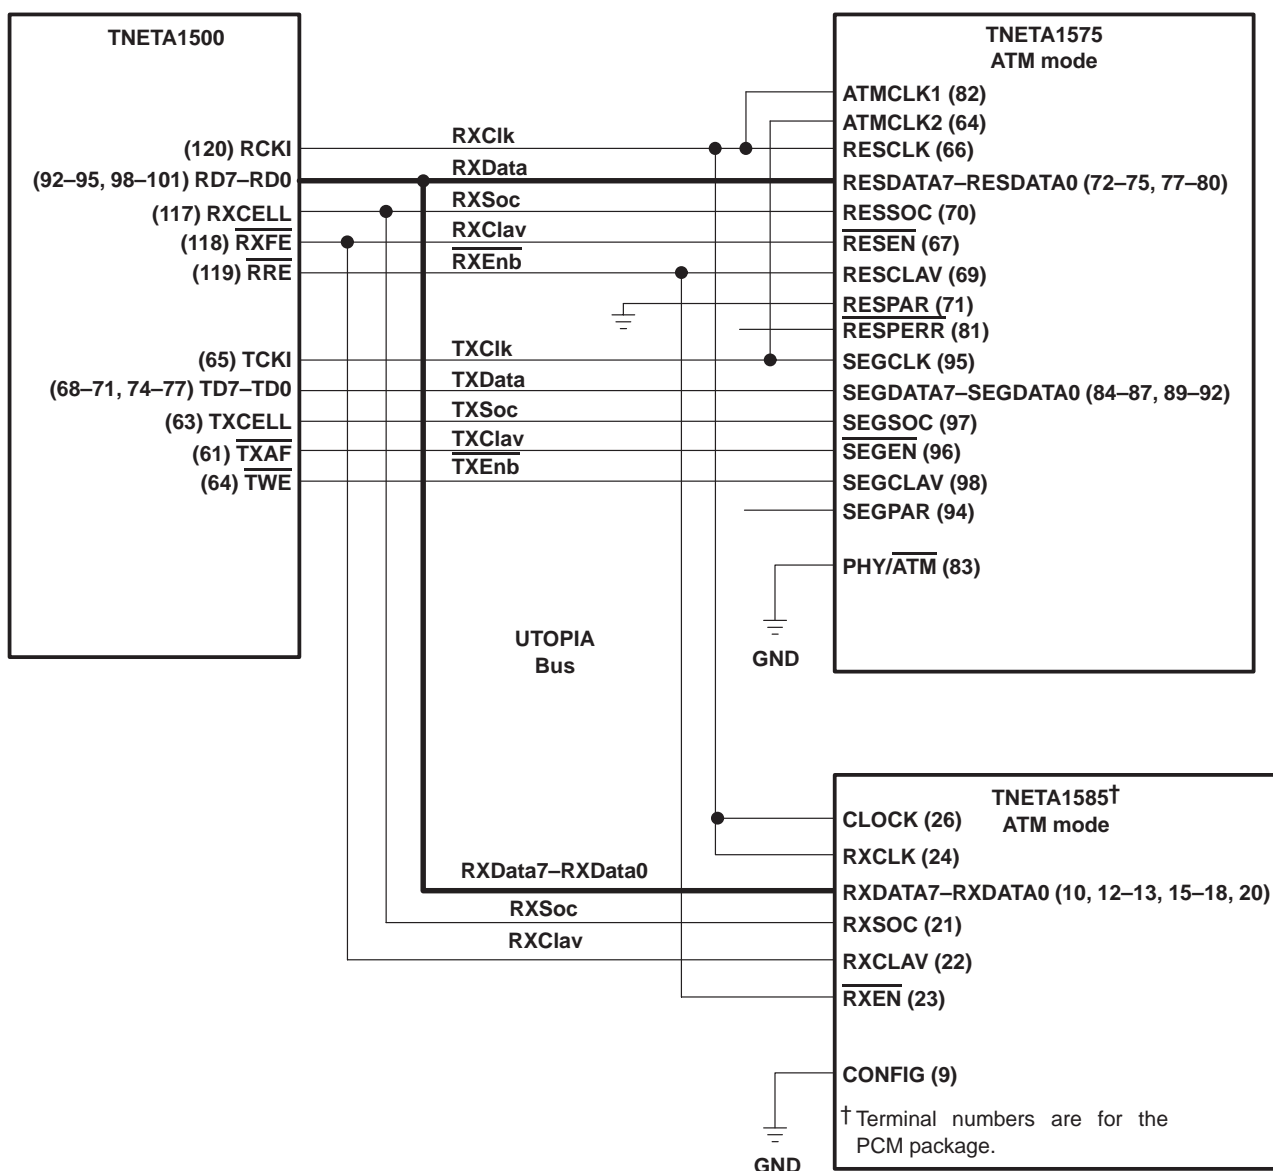 TNETA1500
(120) RCKI
(92–95, 98–101) RD7–RD0
(117) RXCELL
(118) RXFE
(119) RRE
(65) TCKI
(68–71, 74–77) TD7–TD0
(63) TXCELL
(61) TXAF
(64) TWE
RXClk
RXData
RXSoc
RXClav
RXEnb
TXClk
TXData
TXSoc
TXClav
TXEnb
UTOPIA
Bus
TNETA1575
ATM mode
ATMCLK1 (82)
ATMCLK2 (64)
RESCLK (66)
RESDATA7–RESDATA0 (72–75, 77–80)
RESSOC (70)
RESEN (67)
RESCLAV (69)
RESPAR (71)
RESPERR (81)
SEGCLK (95)
SEGDATA7–SEGDATA0 (84–87, 89–92)
SEGSOC (97)
SEGEN (96)
SEGCLAV (98)
SEGPAR (94)
PHY/ATM (83)
GND
RXData7–RXData0
RXSoc
RXClav
TNETA1585†
ATM mode
CLOCK (26)
RXCLK (24)
RXDATA7–RXDATA0 (10, 12–13, 15–18, 20)
RXSOC (21)
RXCLAV (22)
RXEN (23)
CONFIG (9)
GND
† Terminal numbers are for the
PCM package.